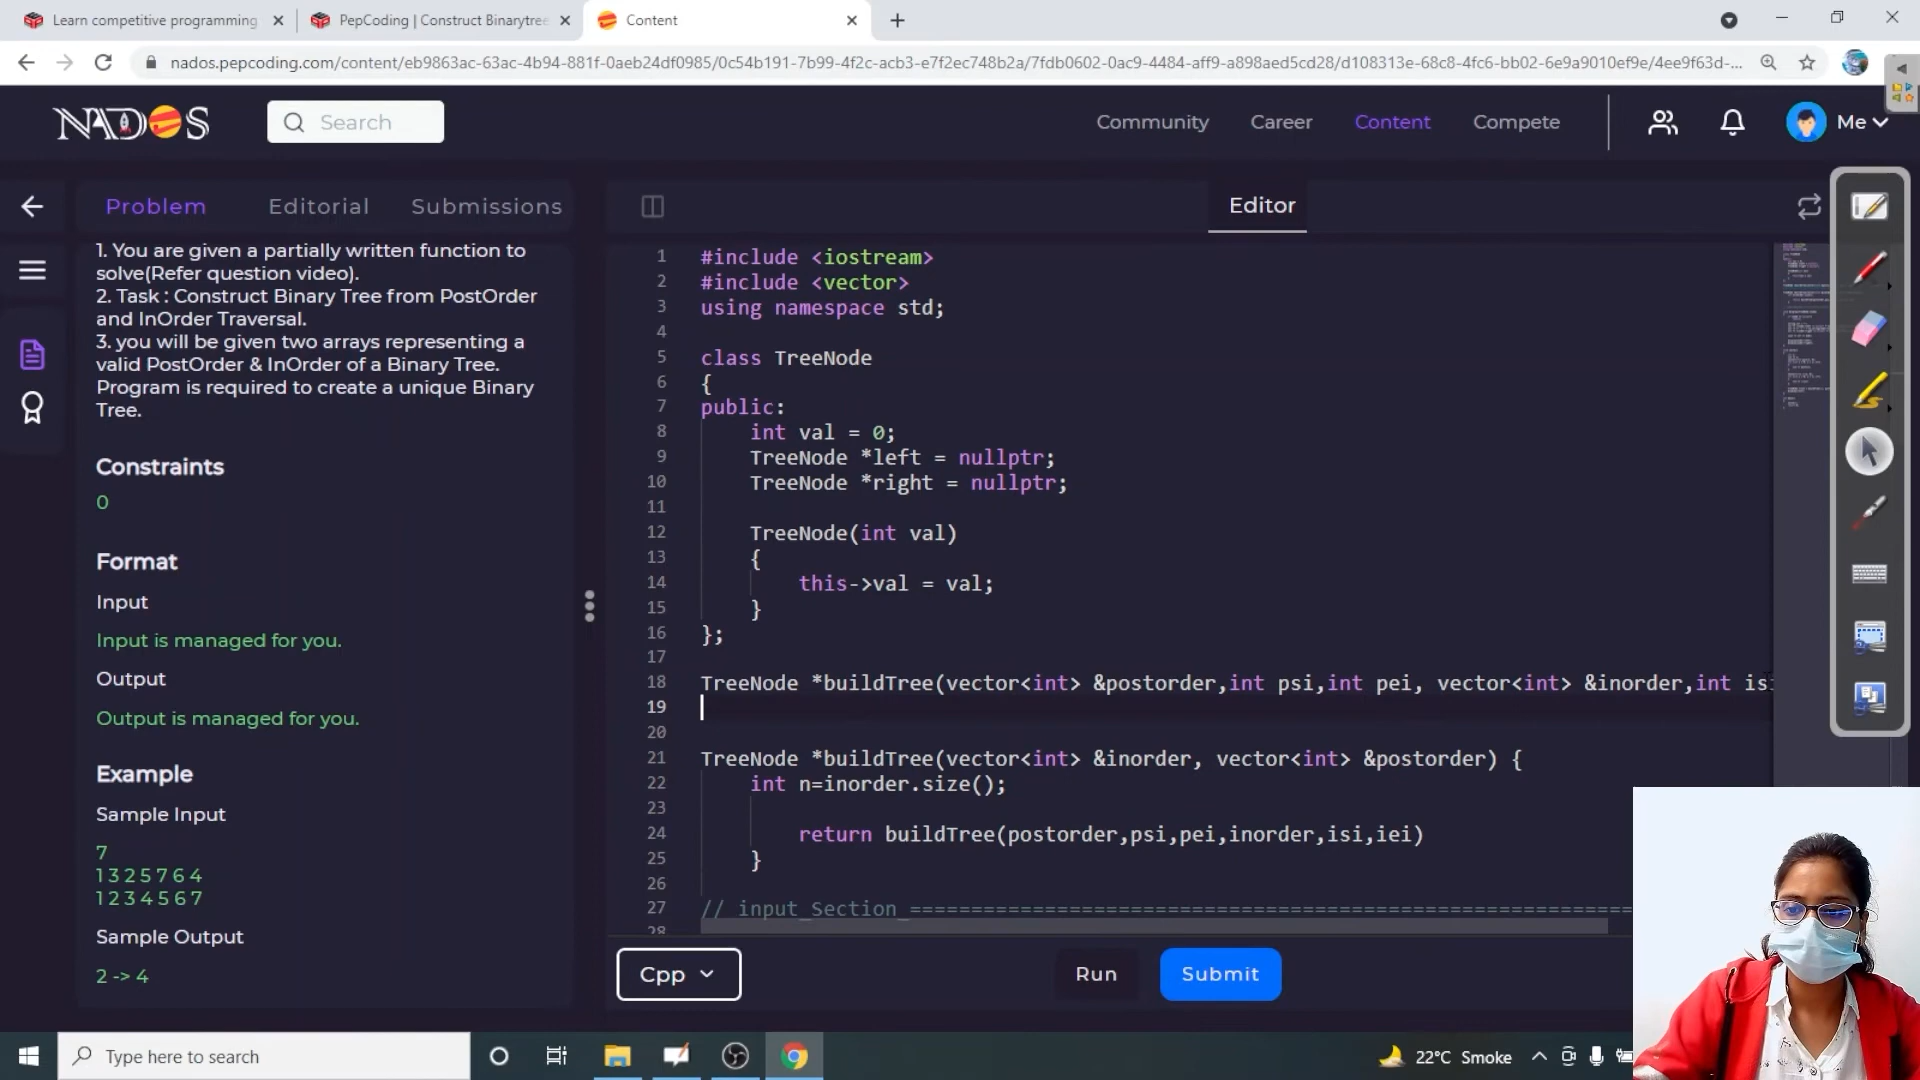 Learn competitive programming
PepCoding | Construct Binarytree
Content
nados.pepcoding.com/content/eb9863ac-63ac-4b94-881f-0aeb24df0985/0c54b191-7b99-4f2c-acb3-e7f2ec748b2a/7fdb0602-0ac9-4484-aff9-a898aed5cd28/d108313e-68c8-4fc6-bb02-6e9a9010ef9e/4ee9f63d-...
NADOS
Search
Community
Career
Content
Compete
Me
Problem
Editorial
Submissions
Editor
1. You are given a partially written function to
solve(Refer question video).
2. Task : Construct Binary Tree from PostOrder
and InOrder Traversal.
3. you will be given two arrays representing a
valid PostOrder & InOrder of a Binary Tree.
Program is required to create a unique Binary
Tree.
Constraints
0
Format
Input
Input is managed for you.
Output
Output is managed for you.
Example
Sample Input
7
1 3 2 5 7 6 4
1 2 3 4 5 6 7
Sample Output
2 -> 4
1 #include <iostream>
2 #include <vector>
3 using namespace std;
4
5 class TreeNode
6 {
7 public:
8 int val = 0;
9 TreeNode *left = nullptr;
10 TreeNode *right = nullptr;
11
12 TreeNode(int val)
13 {
14 this->val = val;
15 }
16 };
17
18 TreeNode *buildTree(vector<int> &postorder,int psi,int pei, vector<int> &inorder,int isi
19
20
21 TreeNode *buildTree(vector<int> &inorder, vector<int> &postorder) {
22 int n=inorder.size();
23
24 return buildTree(postorder,psi,pei,inorder,isi,iei)
25 }
26
27 // input_Section_====================================================
28
Cpp
Run
Submit
Type here to search
22°C Smoke